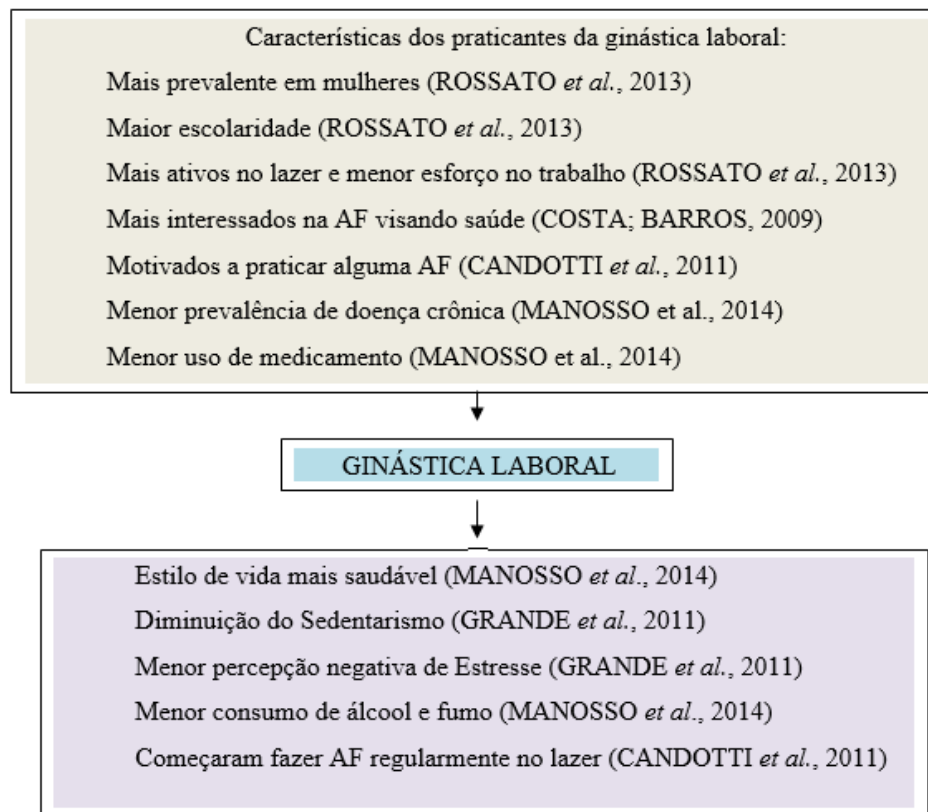 Características dos praticantes da ginástica laboral:
Mais prevalente em mulheres (ROSSATO et al., 2013)
Maior escolaridade (ROSSATO et al., 2013)
Mais ativos no lazer e menor esforço no trabalho (ROSSATO et al., 2013)
Mais interessados na AF visando saúde (COSTA; BARROS, 2009)
Motivados a praticar alguma AF (CANDOTTI et al., 2011)
Menor prevalência de doença crônica (MANOSSO et al., 2014)
Menor uso de medicamento (MANOSSO et al., 2014)
GINÁSTICA LABORAL
Estilo de vida mais saudável (MANOSSO et al., 2014)
Diminuição do Sedentarismo (GRANDE et al., 2011)
Menor percepção negativa de Estresse (GRANDE et al., 2011)
Menor consumo de álcool e fumo (MANOSSO et al., 2014)
Começaram fazer AF regularmente no lazer (CANDOTTI et al., 2011)